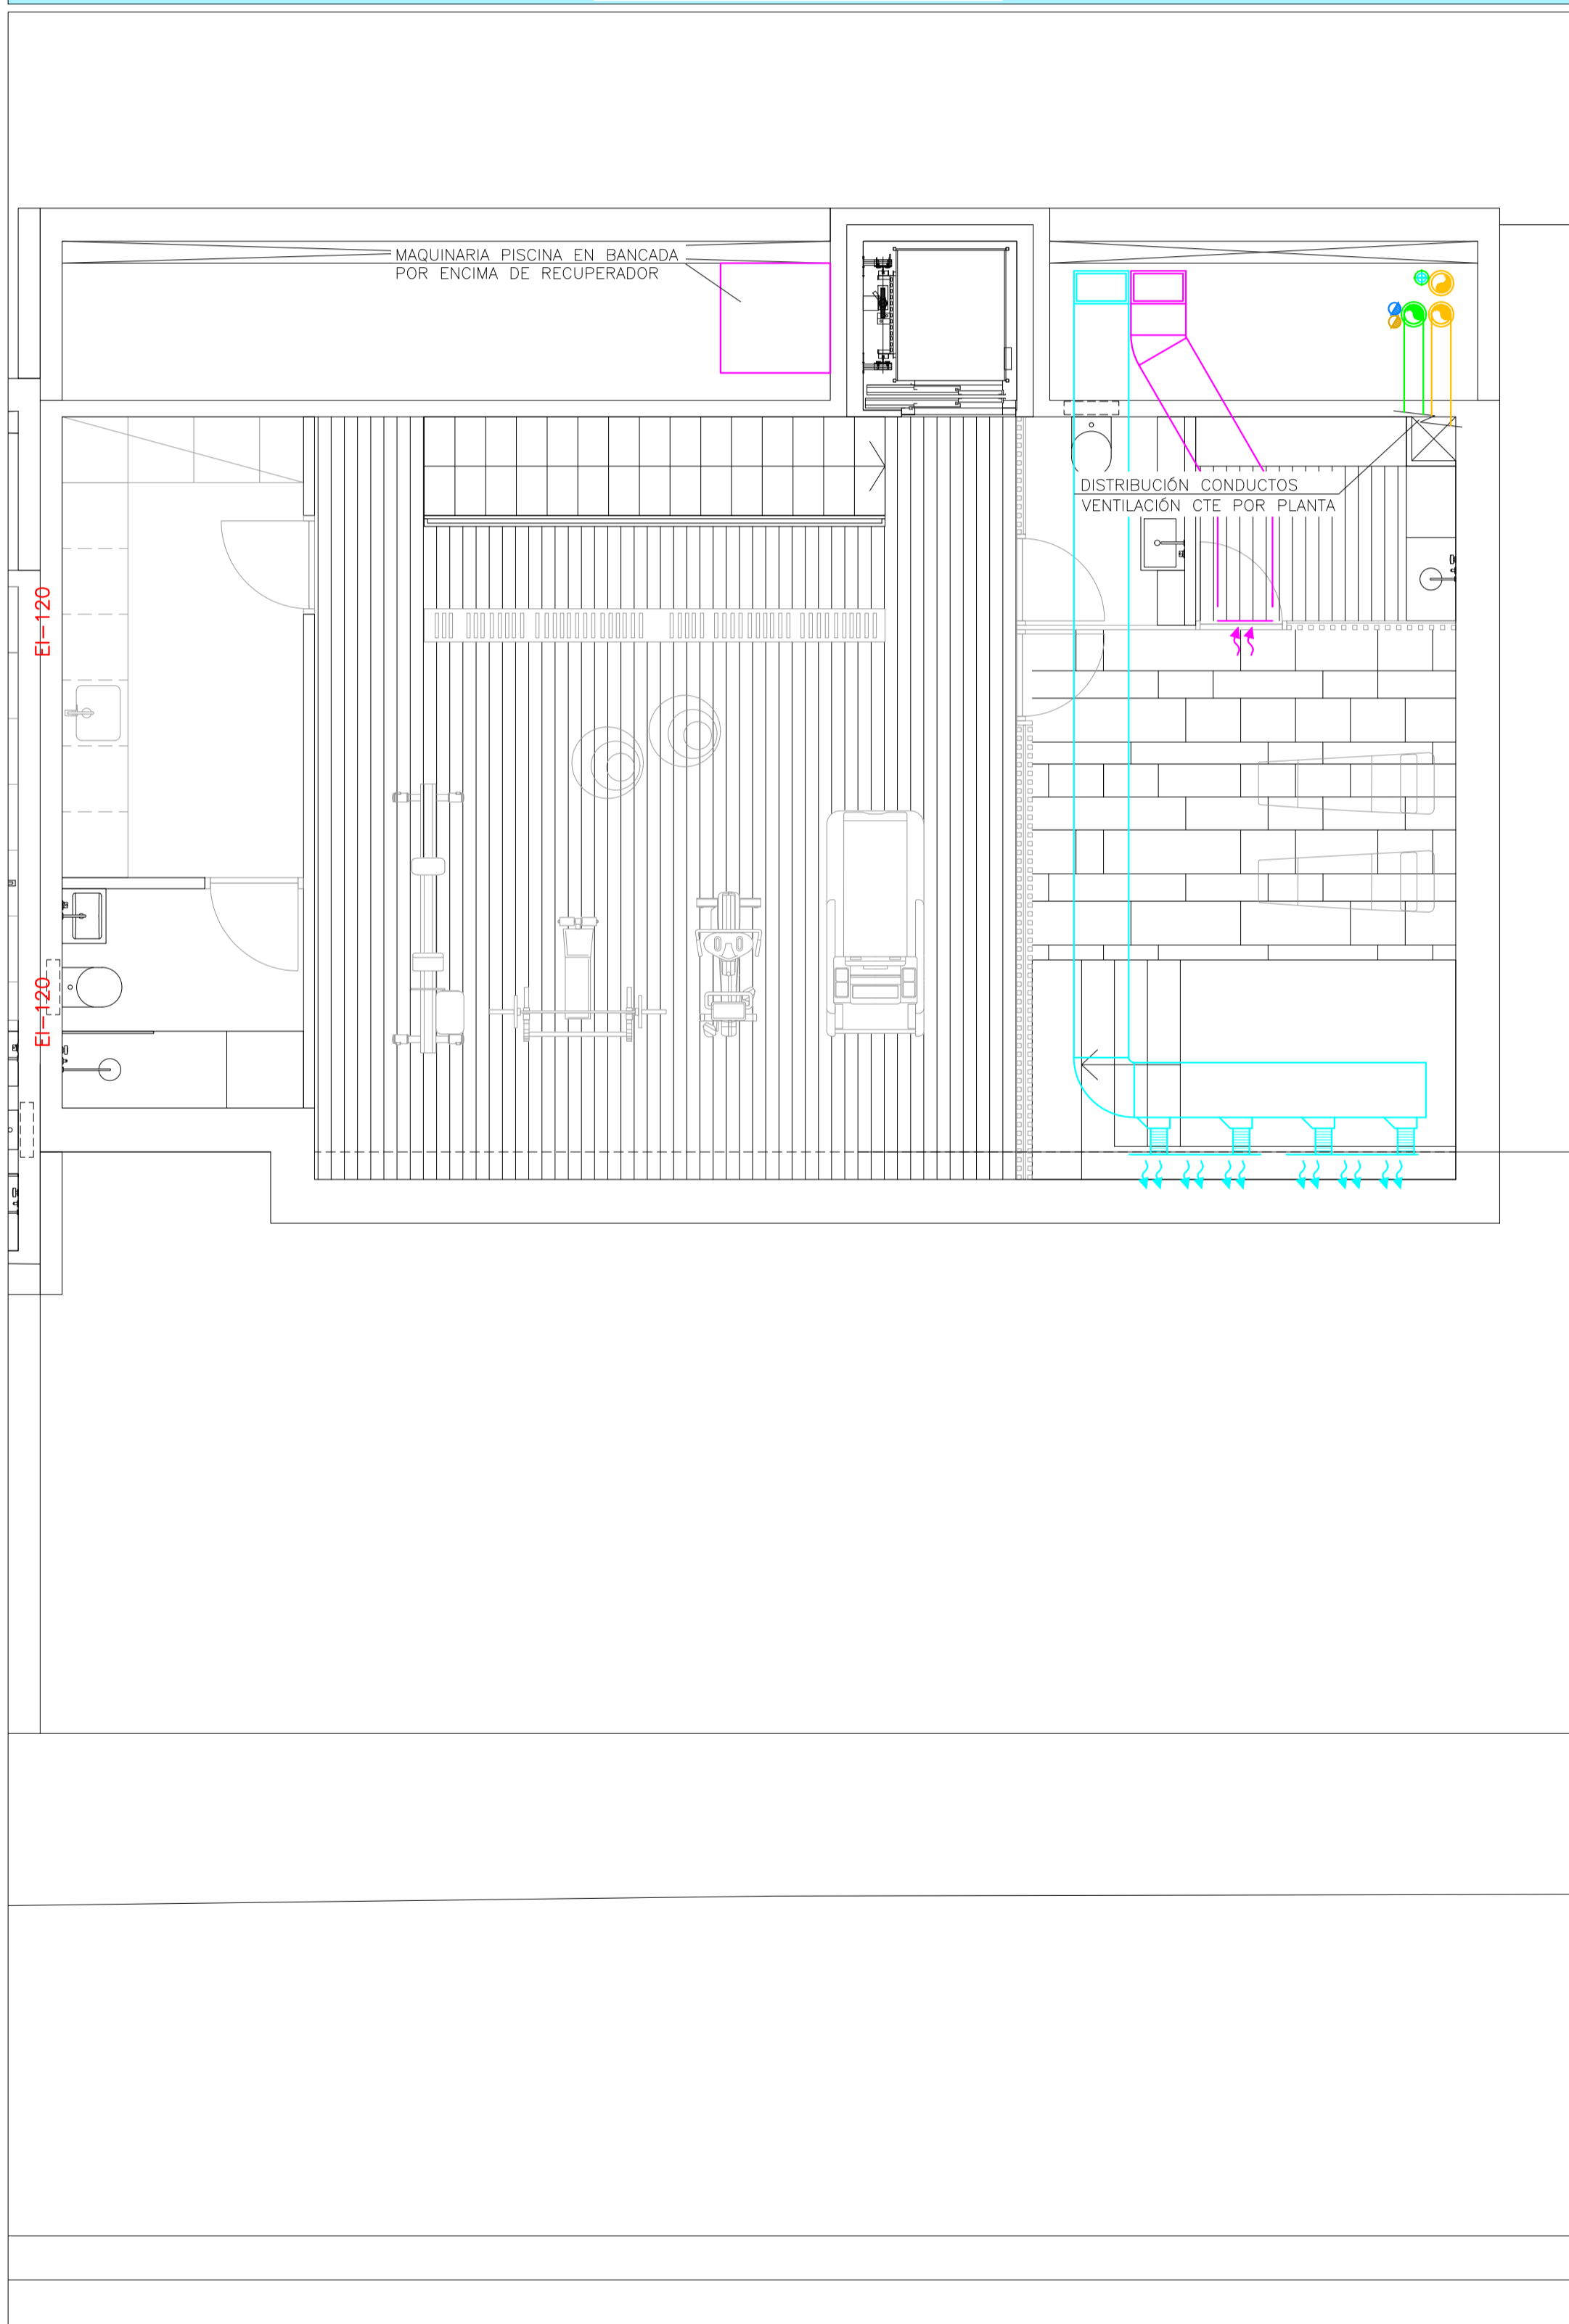 MAQUINARIA PISCINA EN BANCADA
POR ENCIMA DE RECUPERADOR
DISTRIBUCIÓN CONDUCTOS
VENTILACIÓN CTE POR PLANTA
EI-120
EI-120